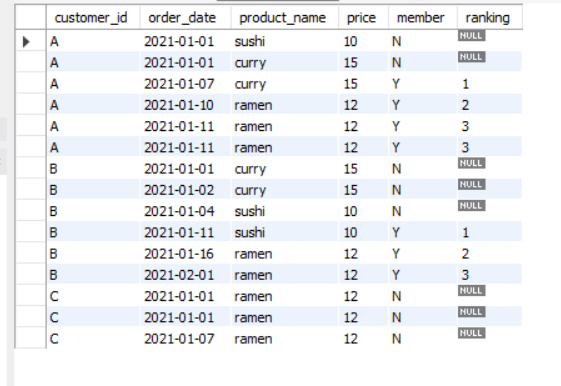 customer_id order_date product_name price member ranking
A 2021-01-01 sushi 10 N NULL
A 2021-01-01 curry 15 N NULL
A 2021-01-07 curry 15 Y 1
A 2021-01-10 ramen 12 Y 2
A 2021-01-11 ramen 12 Y 3
A 2021-01-11 ramen 12 Y 3
B 2021-01-01 curry 15 N NULL
B 2021-01-02 curry 15 N NULL
B 2021-01-04 sushi 10 N NULL
B 2021-01-11 sushi 10 Y 1
B 2021-01-16 ramen 12 Y 2
B 2021-02-01 ramen 12 Y 3
C 2021-01-01 ramen 12 N NULL
C 2021-01-01 ramen 12 N NULL
C 2021-01-07 ramen 12 N NULL